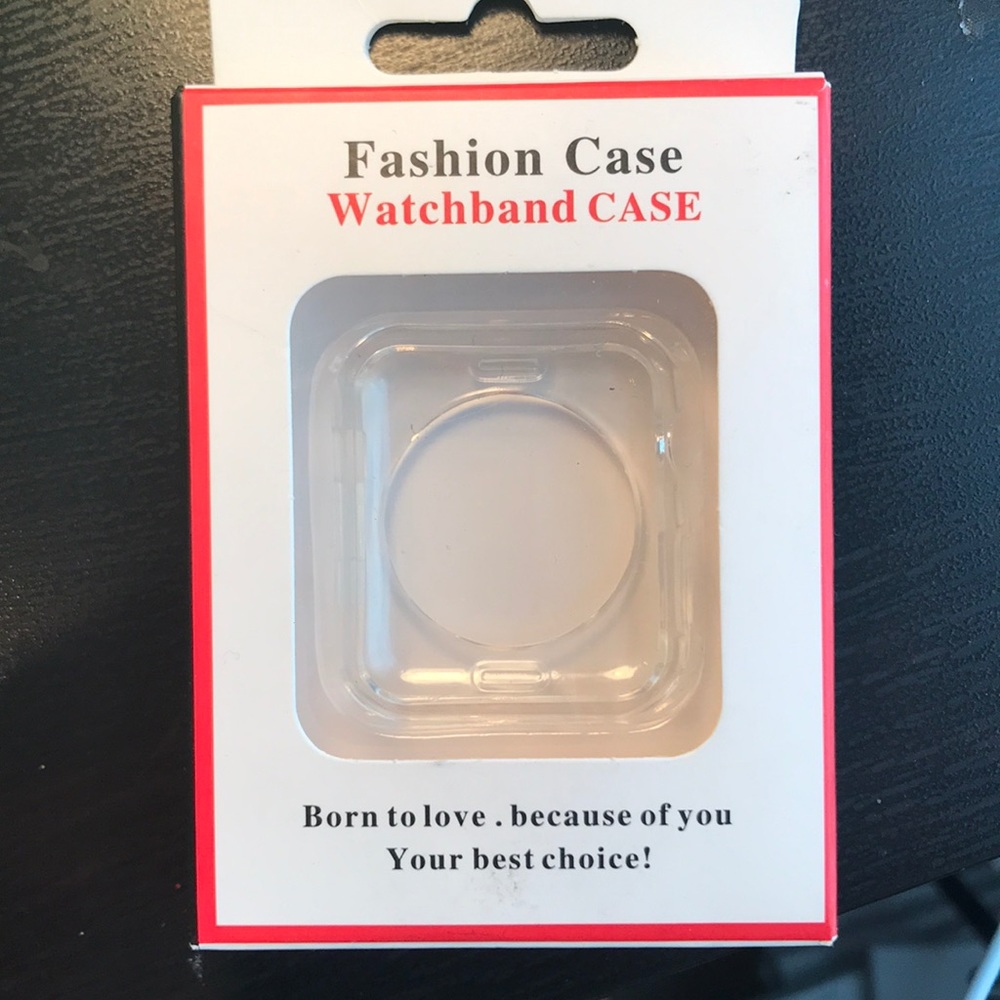 Fashion Case
Watchband CASE
Born to love . because of you
Your best choice!